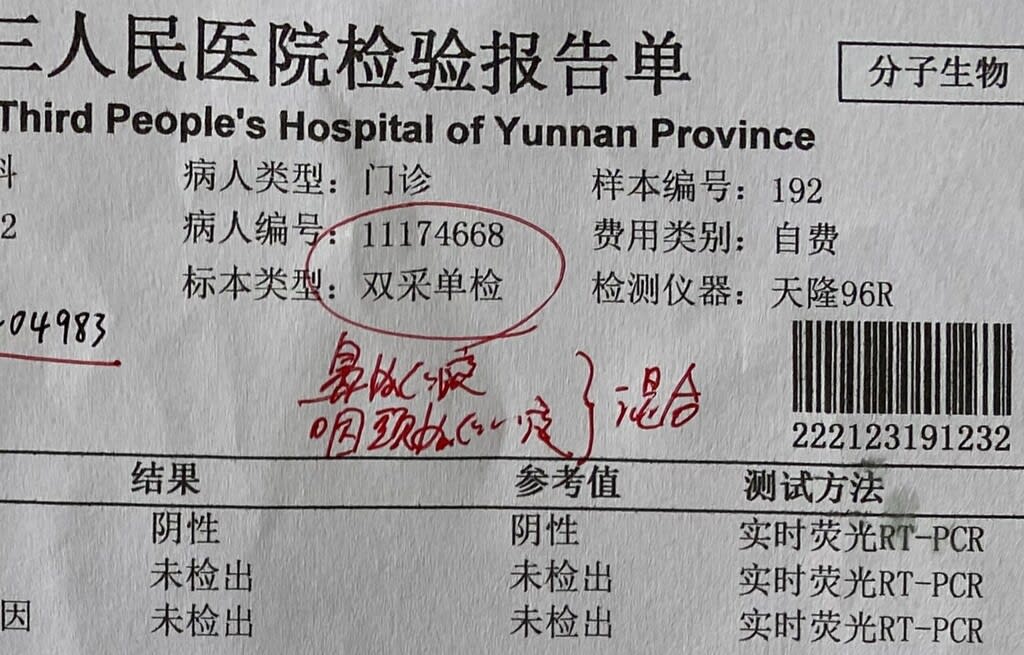 三人民医院检验报告单
分子生物
Third People's Hospital of Yunnan Province
科 病人类型：门诊 样本编号：192
2 病人编号：11174668 费用类别：自费
标本类型：双采单检 检测仪器：天隆96R
-04983
鼻拭
咽 拭
混合
222123191232
结果 参考值 测试方法
阴性 阴性 实时荧光RT-PCR
未检出 未检出 实时荧光RT-PCR
因 未检出 未检出 实时荧光RT-PCR